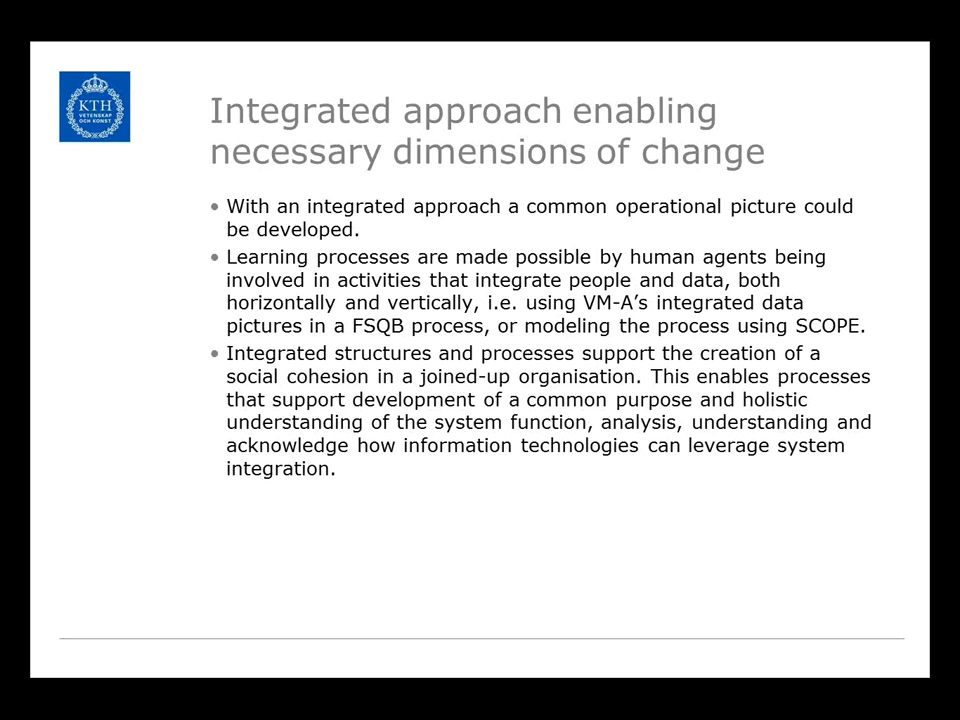 KTH
VETENSKAP
OCH KONST
Integrated approach enabling
necessary dimensions of change
• With an integrated approach a common operational picture could
be developed.
• Learning processes are made possible by human agents being
involved in activities that integrate people and data, both
horizontally and vertically, i.e. using VM-A’s integrated data
pictures in a FSQB process, or modeling the process using SCOPE.
• Integrated structures and processes support the creation of a
social cohesion in a joined-up organisation. This enables processes
that support development of a common purpose and holistic
understanding of the system function, analysis, understanding and
acknowledge how information technologies can leverage system
integration.